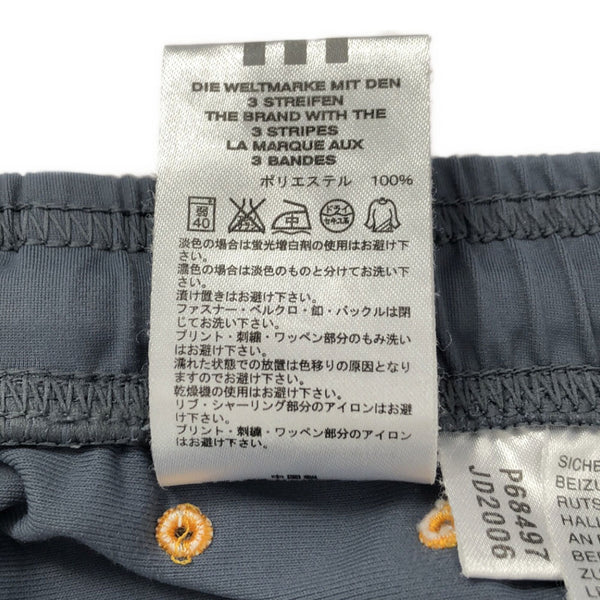 DIE WELTMARKE MIT DEN
3 STREIFEN
THE BRAND WITH THE
3 STRIPES
LA MARQUE AUX
3 BANDES
ポリエステル 100%
弱
40
中
ドライ
セキユ系
淡色の場合は蛍光増白剤の使用はお避け下
さい。
濃色の場合は淡色のものと分けてお洗い下
さい。
漬け置きはお避け下さい。
ファスナー・ベルクロ・釦・バックルは閉
じてお洗い下さい。
プリント・刺繍・ワッペン部分のもみ洗い
はお避け下さい。
濡れた状態での放置は色移りの原因となり
ますのでお避け下さい。
乾燥機の使用はお避け下さい。
リブ・シャーリング部分のアイロンはお避
け下さい。
プリント・刺繍・ワッペン部分のアイロン
はお避け下さい。
中国製
P68497
JD2006
SICHE
BEIZU
RUTS
HALL
AN
BEF
ZU